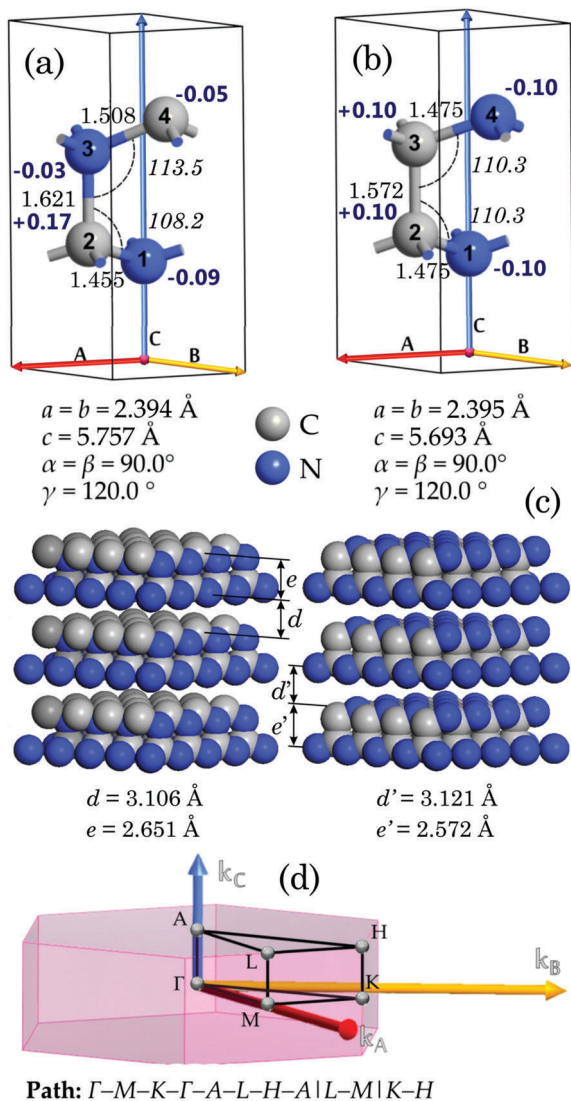 (a)
-0.05
1.508
4
3
-0.03
113.5
1.621
+0.17
108.2
2
1
1.455
-0.09
C
A
B
a = b = 2.394 Å
c = 5.757 Å
α = β = 90.0°
γ = 120.0 °
C
N
(b)
-0.10
+0.10
1.475
4
3
110.3
1.572
+0.10
110.3
2
1
1.475
-0.10
C
A
B
a = b = 2.395 Å
c = 5.693 Å
α = β = 90.0°
γ = 120.0 °
(c)
e
d
d'
e'
d = 3.106 Å
e = 2.651 Å
d' = 3.121 Å
e' = 2.572 Å
(d)
kC
A
H
L
kB
Γ
K
M
kA
Path: Γ–M–K–Γ–A–L–H–A|L–M|K–H